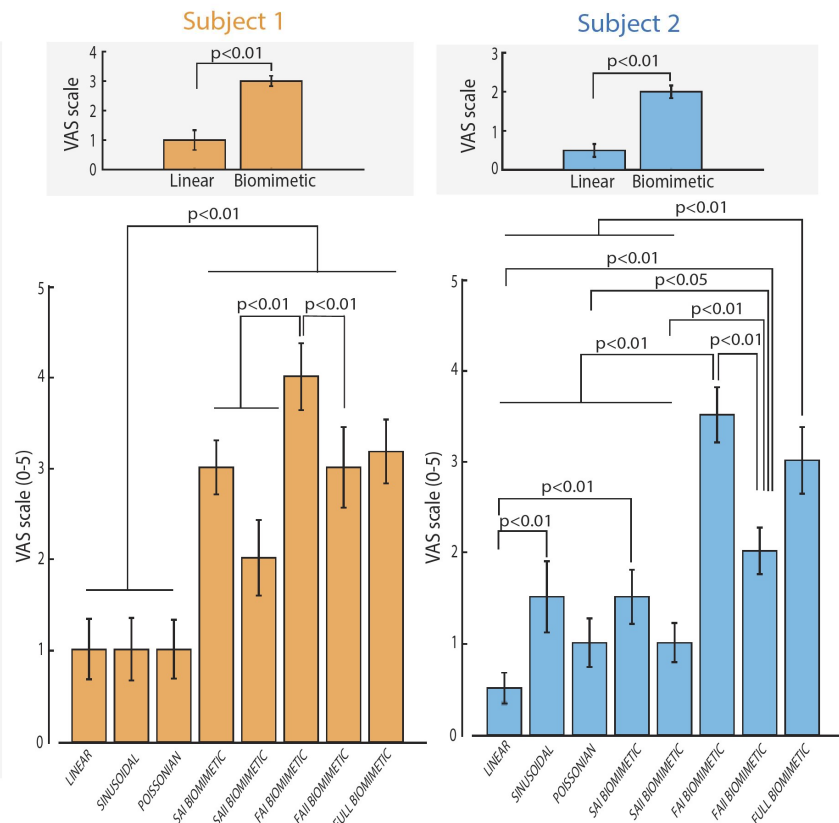 Subject 1
Subject 2
VAS scale
4
3
2
1
0
p<0.01
Linear
Biomimetic
VAS scale
3
2
1
0
p<0.01
Linear
Biomimetic
VAS scale (0-5)
5
4
3
2
1
0
p<0.01
p<0.01
p<0.01
LINEAR
SINUSOIDAL
POISSONIAN
SAI BIOMIMETIC
SAII BIOMIMETIC
FAI BIOMIMETIC
FAII BIOMIMETIC
FULL BIOMIMETIC
VAS scale (0-5)
5
4
3
2
1
0
p<0.01
p<0.01
p<0.05
p<0.01
p<0.01
p<0.01
p<0.01
p<0.01
LINEAR
SINUSOIDAL
POISSONIAN
SAI BIOMIMETIC
SAII BIOMIMETIC
FAI BIOMIMETIC
FAII BIOMIMETIC
FULL BIOMIMETIC